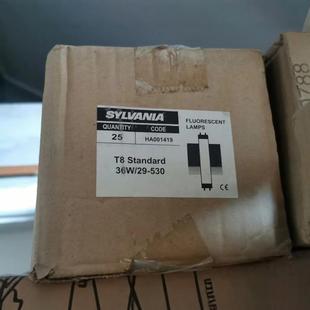 SYLVANIA
FLUORESCENT
LAMPS
QUANTITY CODE
25 HA001419
T8 Standard
36W/29-530
CE